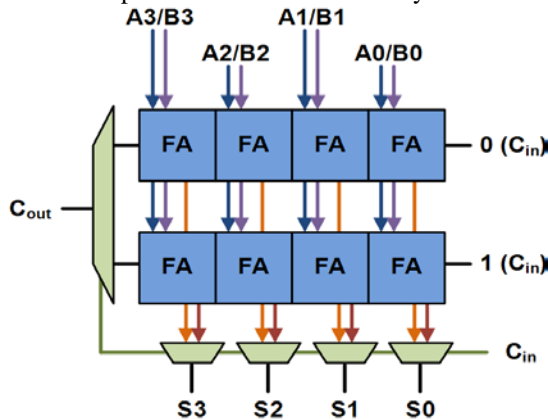 A3/B3 A1/B1
A2/B2 A0/B0
FA FA FA FA 0 (Cin)
Cout
FA FA FA FA 1 (Cin)
Cin
S3 S2 S1 S0